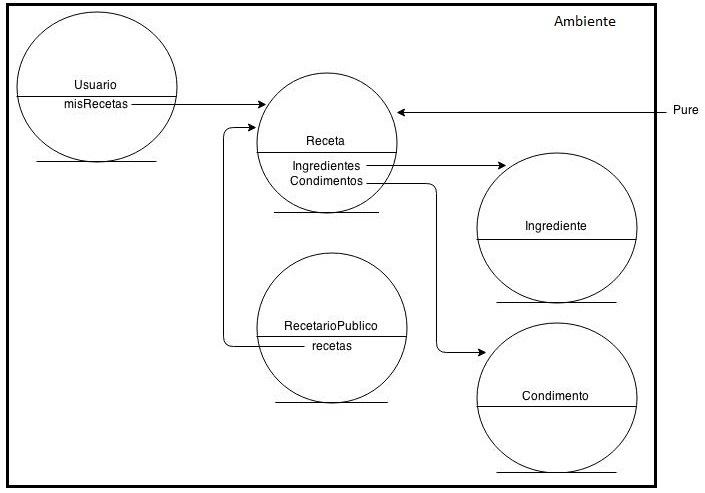 Ambiente
Usuario
misRecetas
Pure
Receta
Ingredientes
Condimentos
Ingrediente
RecetarioPublico
recetas
Condimento